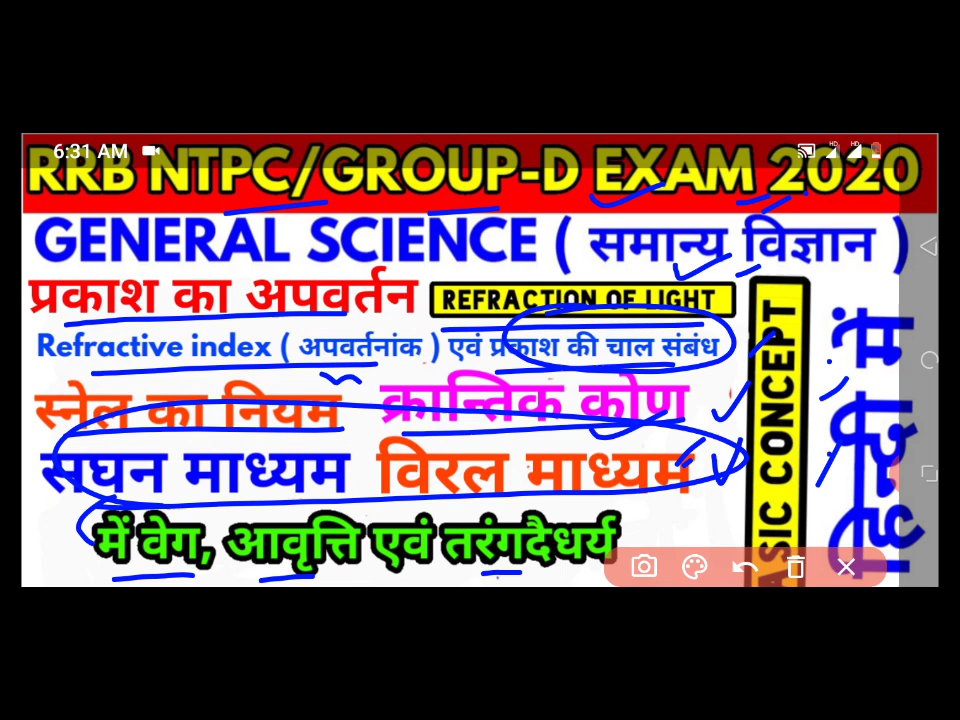 6:31 AM
RRB NTPC/GROUP-D EXAM 2020
GENERAL SCIENCE ( समान्य विज्ञान )
प्रकाश का अपवर्तन REFRACTION OF LIGHT
Refractive index ( अपवर्तनांक ) एवं प्रकाश की चाल संबंध
स्नेल का नियम क्रान्तिक कोण
सघन माध्यम विरल माध्यम
में वेग, आवृत्ति एवं तरंगदैधर्य
ASIC CONCEPT
हिन्दी में